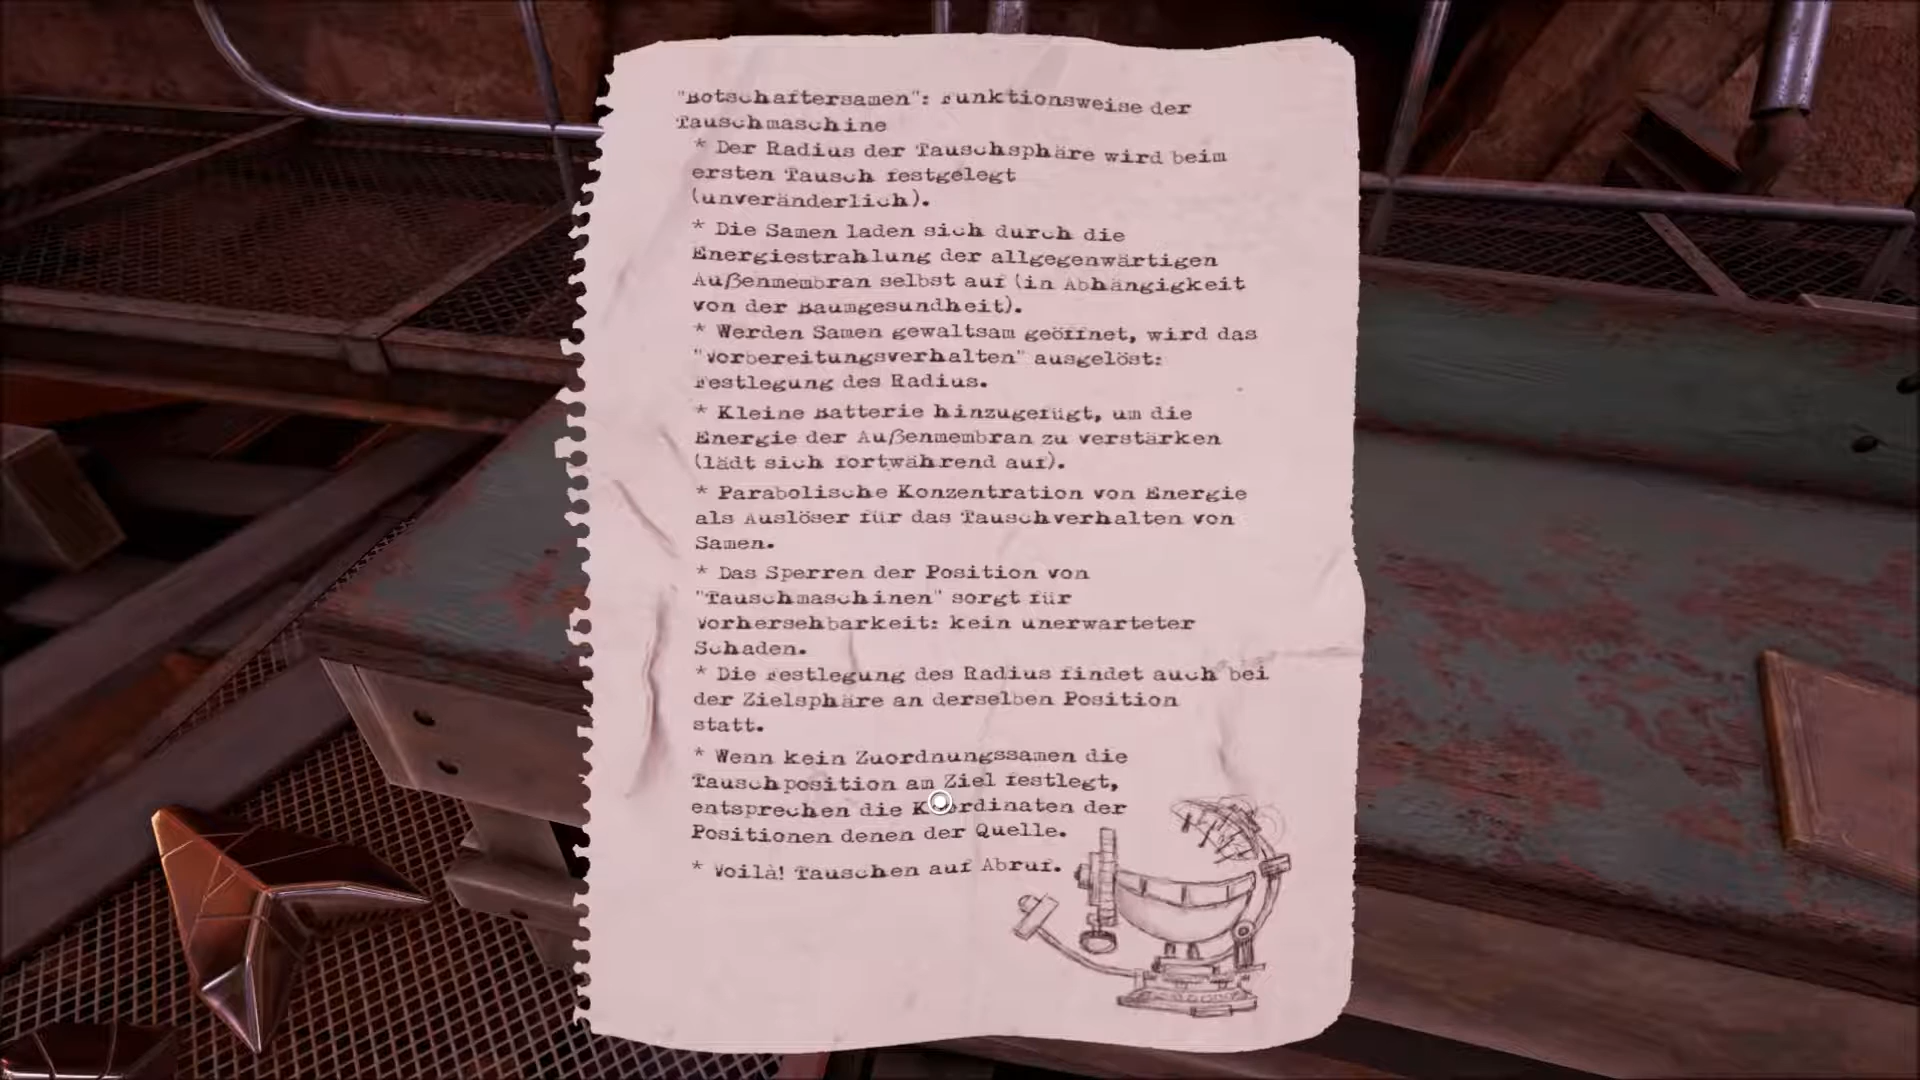 "Botschaftersamen": Funktionsweise der
Tauschmaschine
* Der Radius der Tauschsphäre wird beim
ersten Tausch festgelegt
(unveränderlich).
* Die Samen laden sich durch die
Energiestrahlung der allgegenwärtigen
Außenmembran selbst auf (in Abhängigkeit
von der Baumgesundheit).
* Werden Samen gewaltsam geöffnet, wird das
"Vorbereitungsverhalten" ausgelöst:
Festlegung des Radius.
* Kleine Batterie hinzugefügt, um die
Energie der Außenmembran zu verstärken
(lädt sich fortwährend auf).
* Parabolische Konzentration von Energie
als Auslöser für das Tauschverhalten von
Samen.
* Das Sperren der Position von
"Tauschmaschinen" sorgt für
Vorhersehbarkeit: kein unerwarteter
Schaden.
* Die Festlegung des Radius findet auch bei
der Zielsphäre an derselben Position
statt.
* Wenn kein Zuordnungssamen die
Tauschposition am Ziel festlegt,
entsprechen die Koordinaten der
Positionen denen der Quelle.
* Voilà! Tauschen auf Abruf.